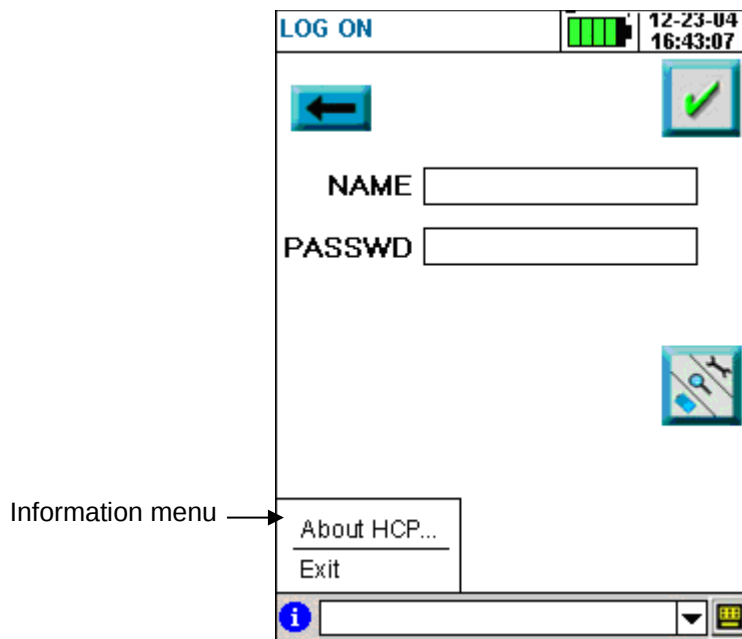 LOG ON
12-23-04
16:43:07
NAME
PASSWD
Information menu
About HCP...
Exit